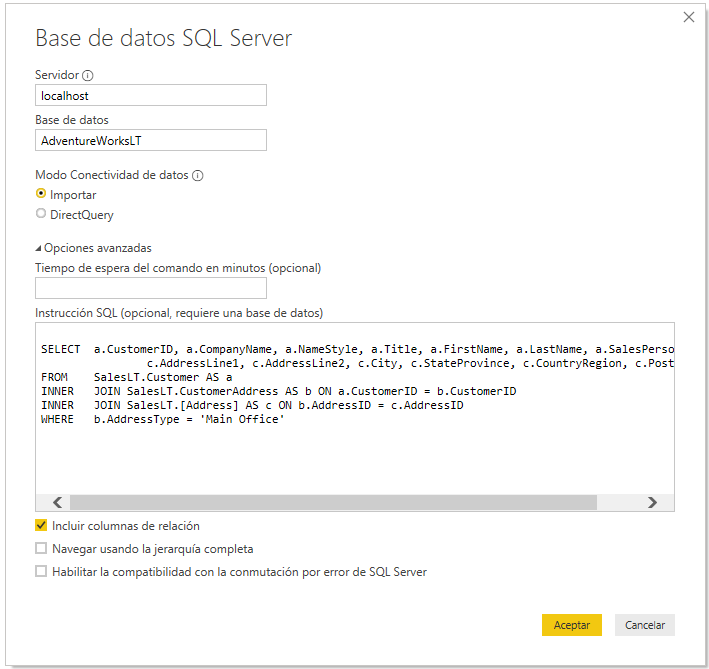 Base de datos SQL Server
Servidor
localhost
Base de datos
AdventureWorksLT
Modo Conectividad de datos
Importar
DirectQuery
Opciones avanzadas
Tiempo de espera del comando en minutos (opcional)
Instrucción SQL (opcional, requiere una base de datos)
SELECT a.CustomerID, a.CompanyName, a.NameStyle, a.Title, a.FirstName, a.LastName, a.SalesPerso
c.AddressLine1, c.AddressLine2, c.City, c.StateProvince, c.CountryRegion, c.Post
FROM SalesLT.Customer AS a
INNER JOIN SalesLT.CustomerAddress AS b ON a.CustomerID = b.CustomerID
INNER JOIN SalesLT.[Address] AS c ON b.AddressID = c.AddressID
WHERE b.AddressType = 'Main Office'
Incluir columnas de relación
Navegar usando la jerarquía completa
Habilitar la compatibilidad con la conmutación por error de SQL Server
Aceptar Cancelar